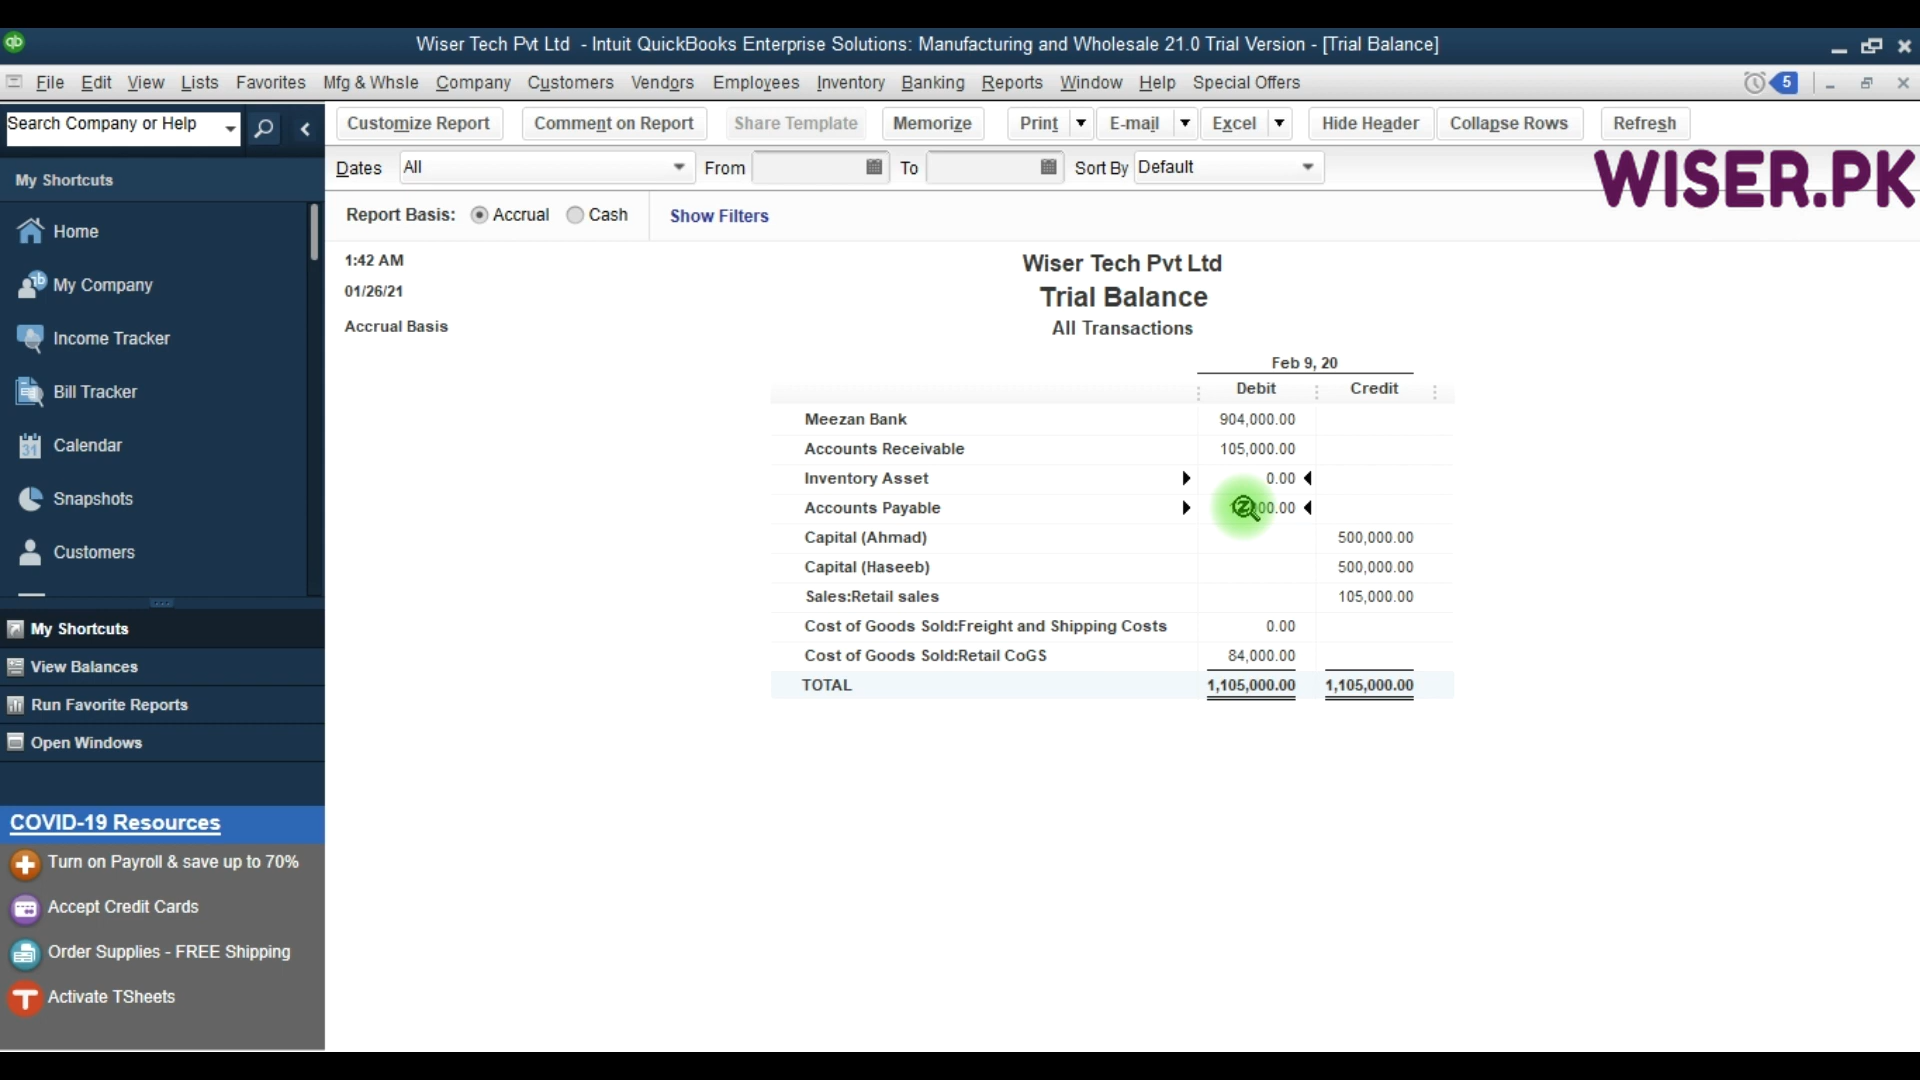 Wiser Tech Pvt Ltd - Intuit QuickBooks Enterprise Solutions: Manufacturing and Wholesale 21.0 Trial Version - [Trial Balance]
File Edit View Lists Favorites Mfg & Whsle Company Customers Vendors Employees Inventory Banking Reports Window Help Special Offers 5
Search Company or Help
Customize Report Comment on Report Share Template Memorize Print E-mail Excel Hide Header Collapse Rows Refresh
Dates All From To Sort By Default
WISER.PK
Report Basis: Accrual Cash Show Filters
My Shortcuts
Home
My Company
Income Tracker
Bill Tracker
Calendar
Snapshots
Customers
My Shortcuts
View Balances
Run Favorite Reports
Open Windows
COVID-19 Resources
Turn on Payroll & save up to 70%
Accept Credit Cards
Order Supplies - FREE Shipping
Activate TSheets
1:42 AM
01/26/21
Accrual Basis
Wiser Tech Pvt Ltd
Trial Balance
All Transactions
Feb 9, 20
Debit Credit
Meezan Bank 904,000.00
Accounts Receivable 105,000.00
Inventory Asset 0.00
Accounts Payable
Capital (Ahmad) 500,000.00
Capital (Haseeb) 500,000.00
Sales:Retail sales 105,000.00
Cost of Goods Sold:Freight and Shipping Costs 0.00
Cost of Goods Sold:Retail CoGS 84,000.00
TOTAL 1,105,000.00 1,105,000.00